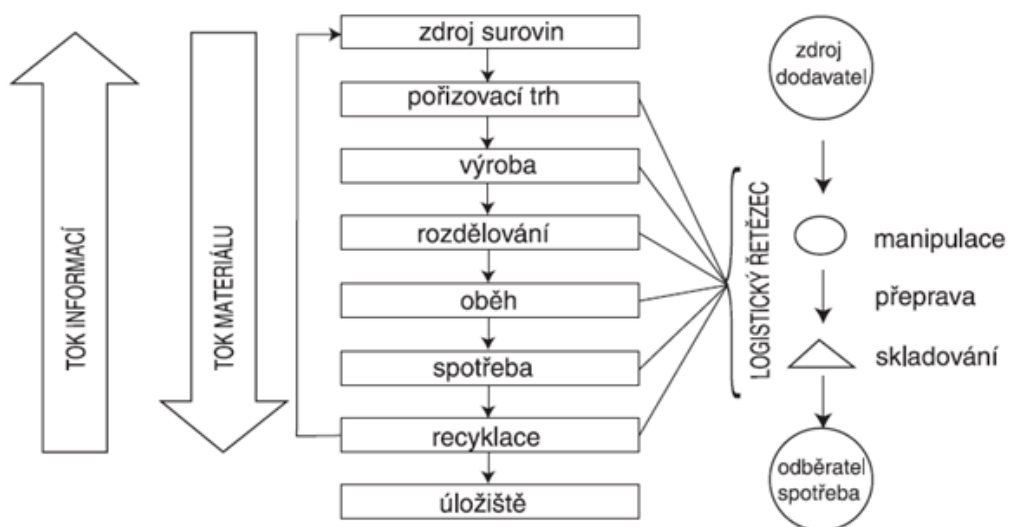 TOK INFORMACÍ
TOK MATERIÁLU
zdroj surovin
pořizovací trh
výroba
rozdělování
oběh
spotřeba
recyklace
úložiště
LOGISTICKÝ ŘETĚZEC
zdroj
dodavatel
manipulace
přeprava
skladování
odběratel
spotřeba